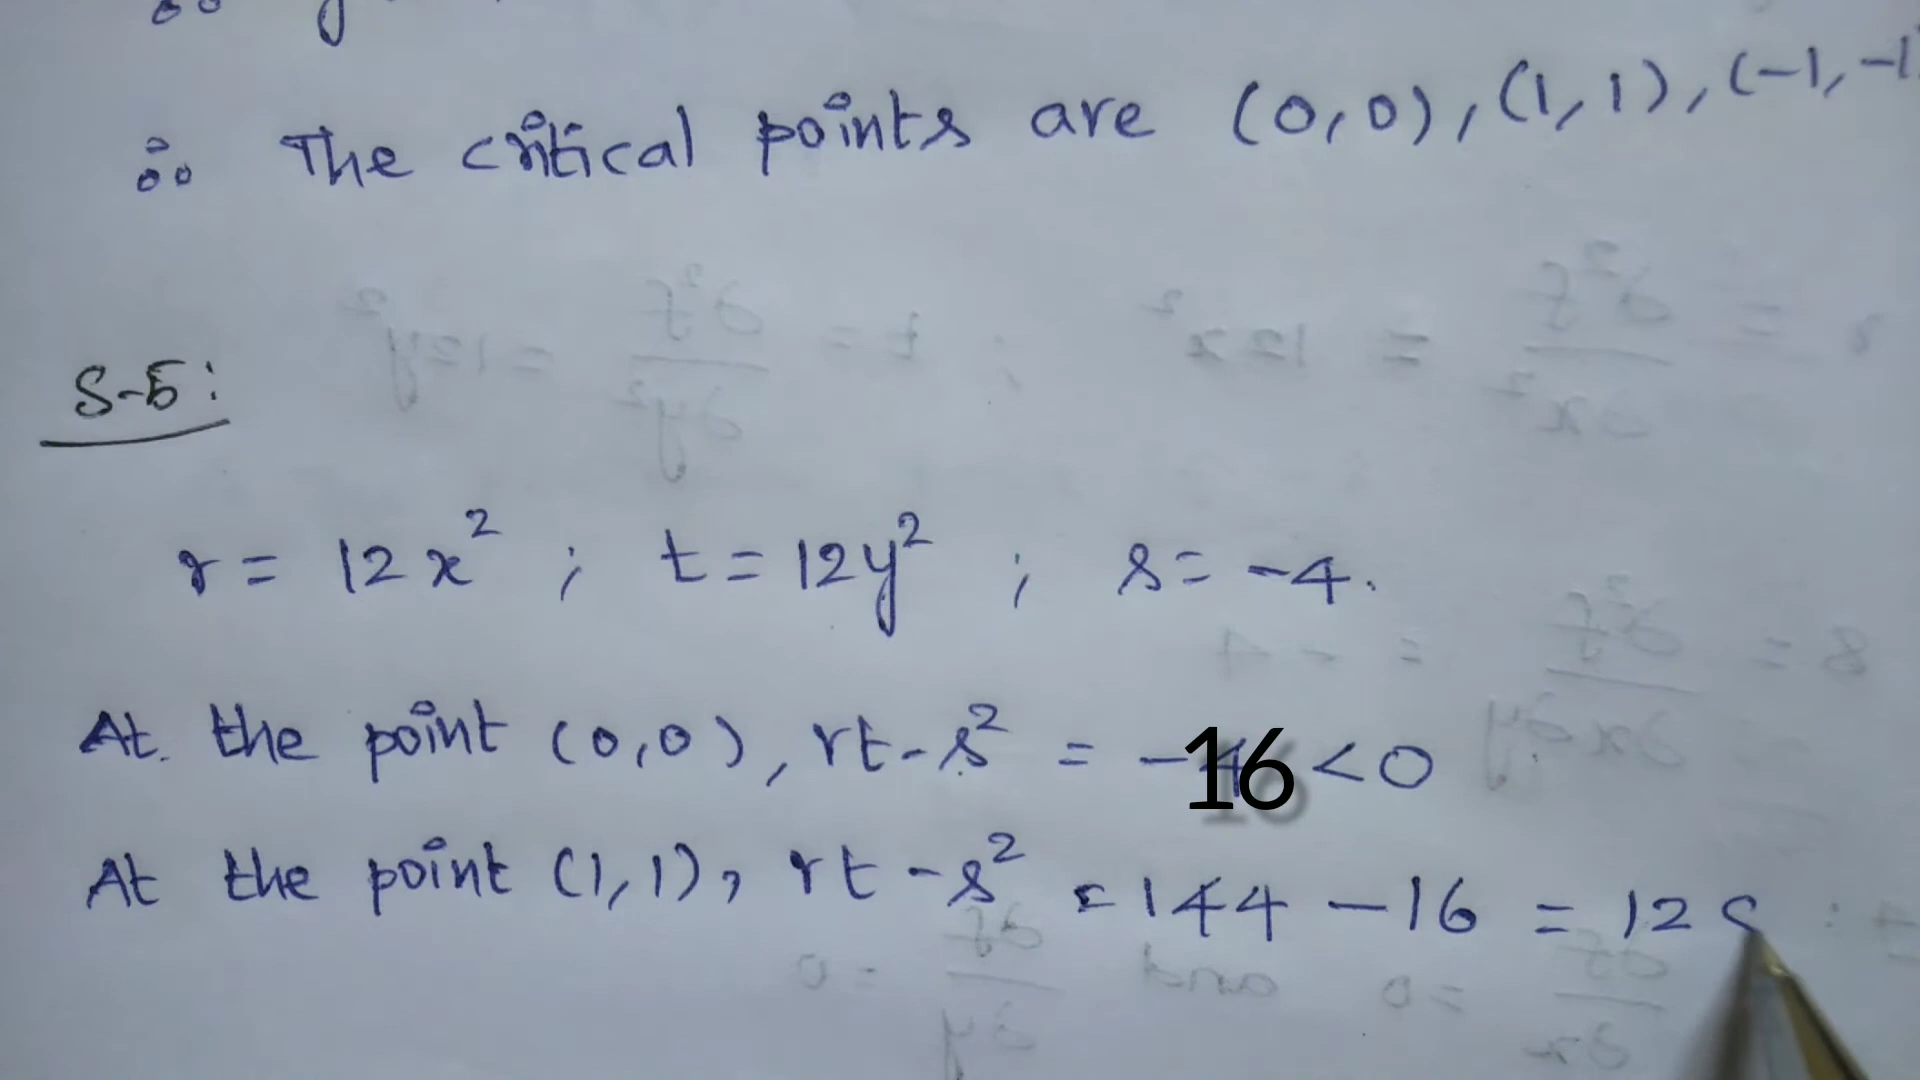 ∴ The critical points are (0,0), (1,1), (-1,-1
S-5:
r = 12x² ; t = 12y² ; s = -4.
At. the point (0,0), rt-s² = -16 <0
At the point (1,1), rt-s² = 144-16 = 128